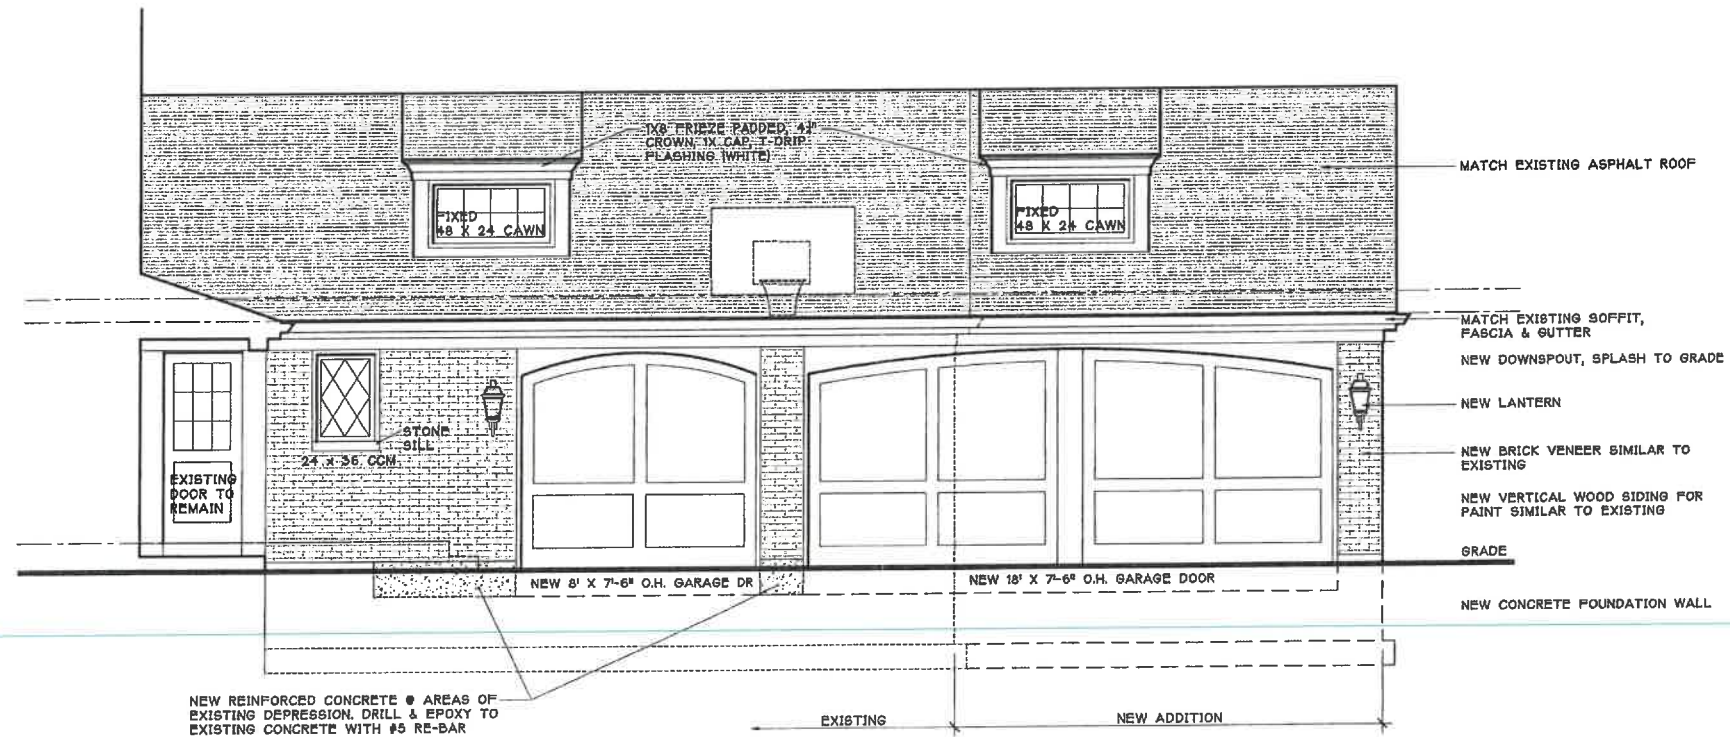 1X8 FRIEZE PADDED, 4½"
CROWN, 1X CAP, T-DRIP
FLASHING (WHITE)
MATCH EXISTING ASPHALT ROOF
FIXED
48 X 24 CAWN
FIXED
48 X 24 CAWN
MATCH EXISTING SOFFIT,
FASCIA & GUTTER
NEW DOWNSPOUT, SPLASH TO GRADE
NEW LANTERN
STONE
SILL
24 X 36 CCM
NEW BRICK VENEER SIMILAR TO
EXISTING
EXISTING
DOOR TO
REMAIN
NEW VERTICAL WOOD SIDING FOR
PAINT SIMILAR TO EXISTING
GRADE
NEW 8' X 7'-6" O.H. GARAGE DR
NEW 18' X 7'-6" O.H. GARAGE DOOR
NEW CONCRETE FOUNDATION WALL
NEW REINFORCED CONCRETE @ AREAS OF
EXISTING DEPRESSION. DRILL & EPOXY TO
EXISTING CONCRETE WITH #5 RE-BAR
EXISTING
NEW ADDITION